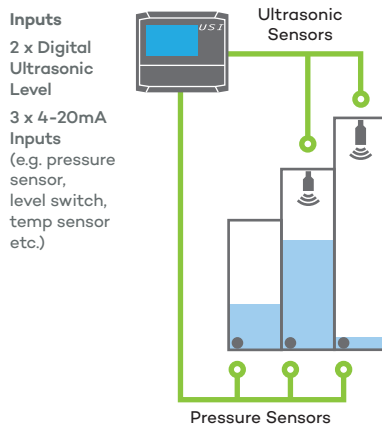 Inputs
2 x Digital
Ultrasonic
Level
3 x 4-20mA
Inputs
(e.g. pressure
sensor,
level switch,
temp sensor
etc.)
USI
Ultrasonic
Sensors
Pressure Sensors